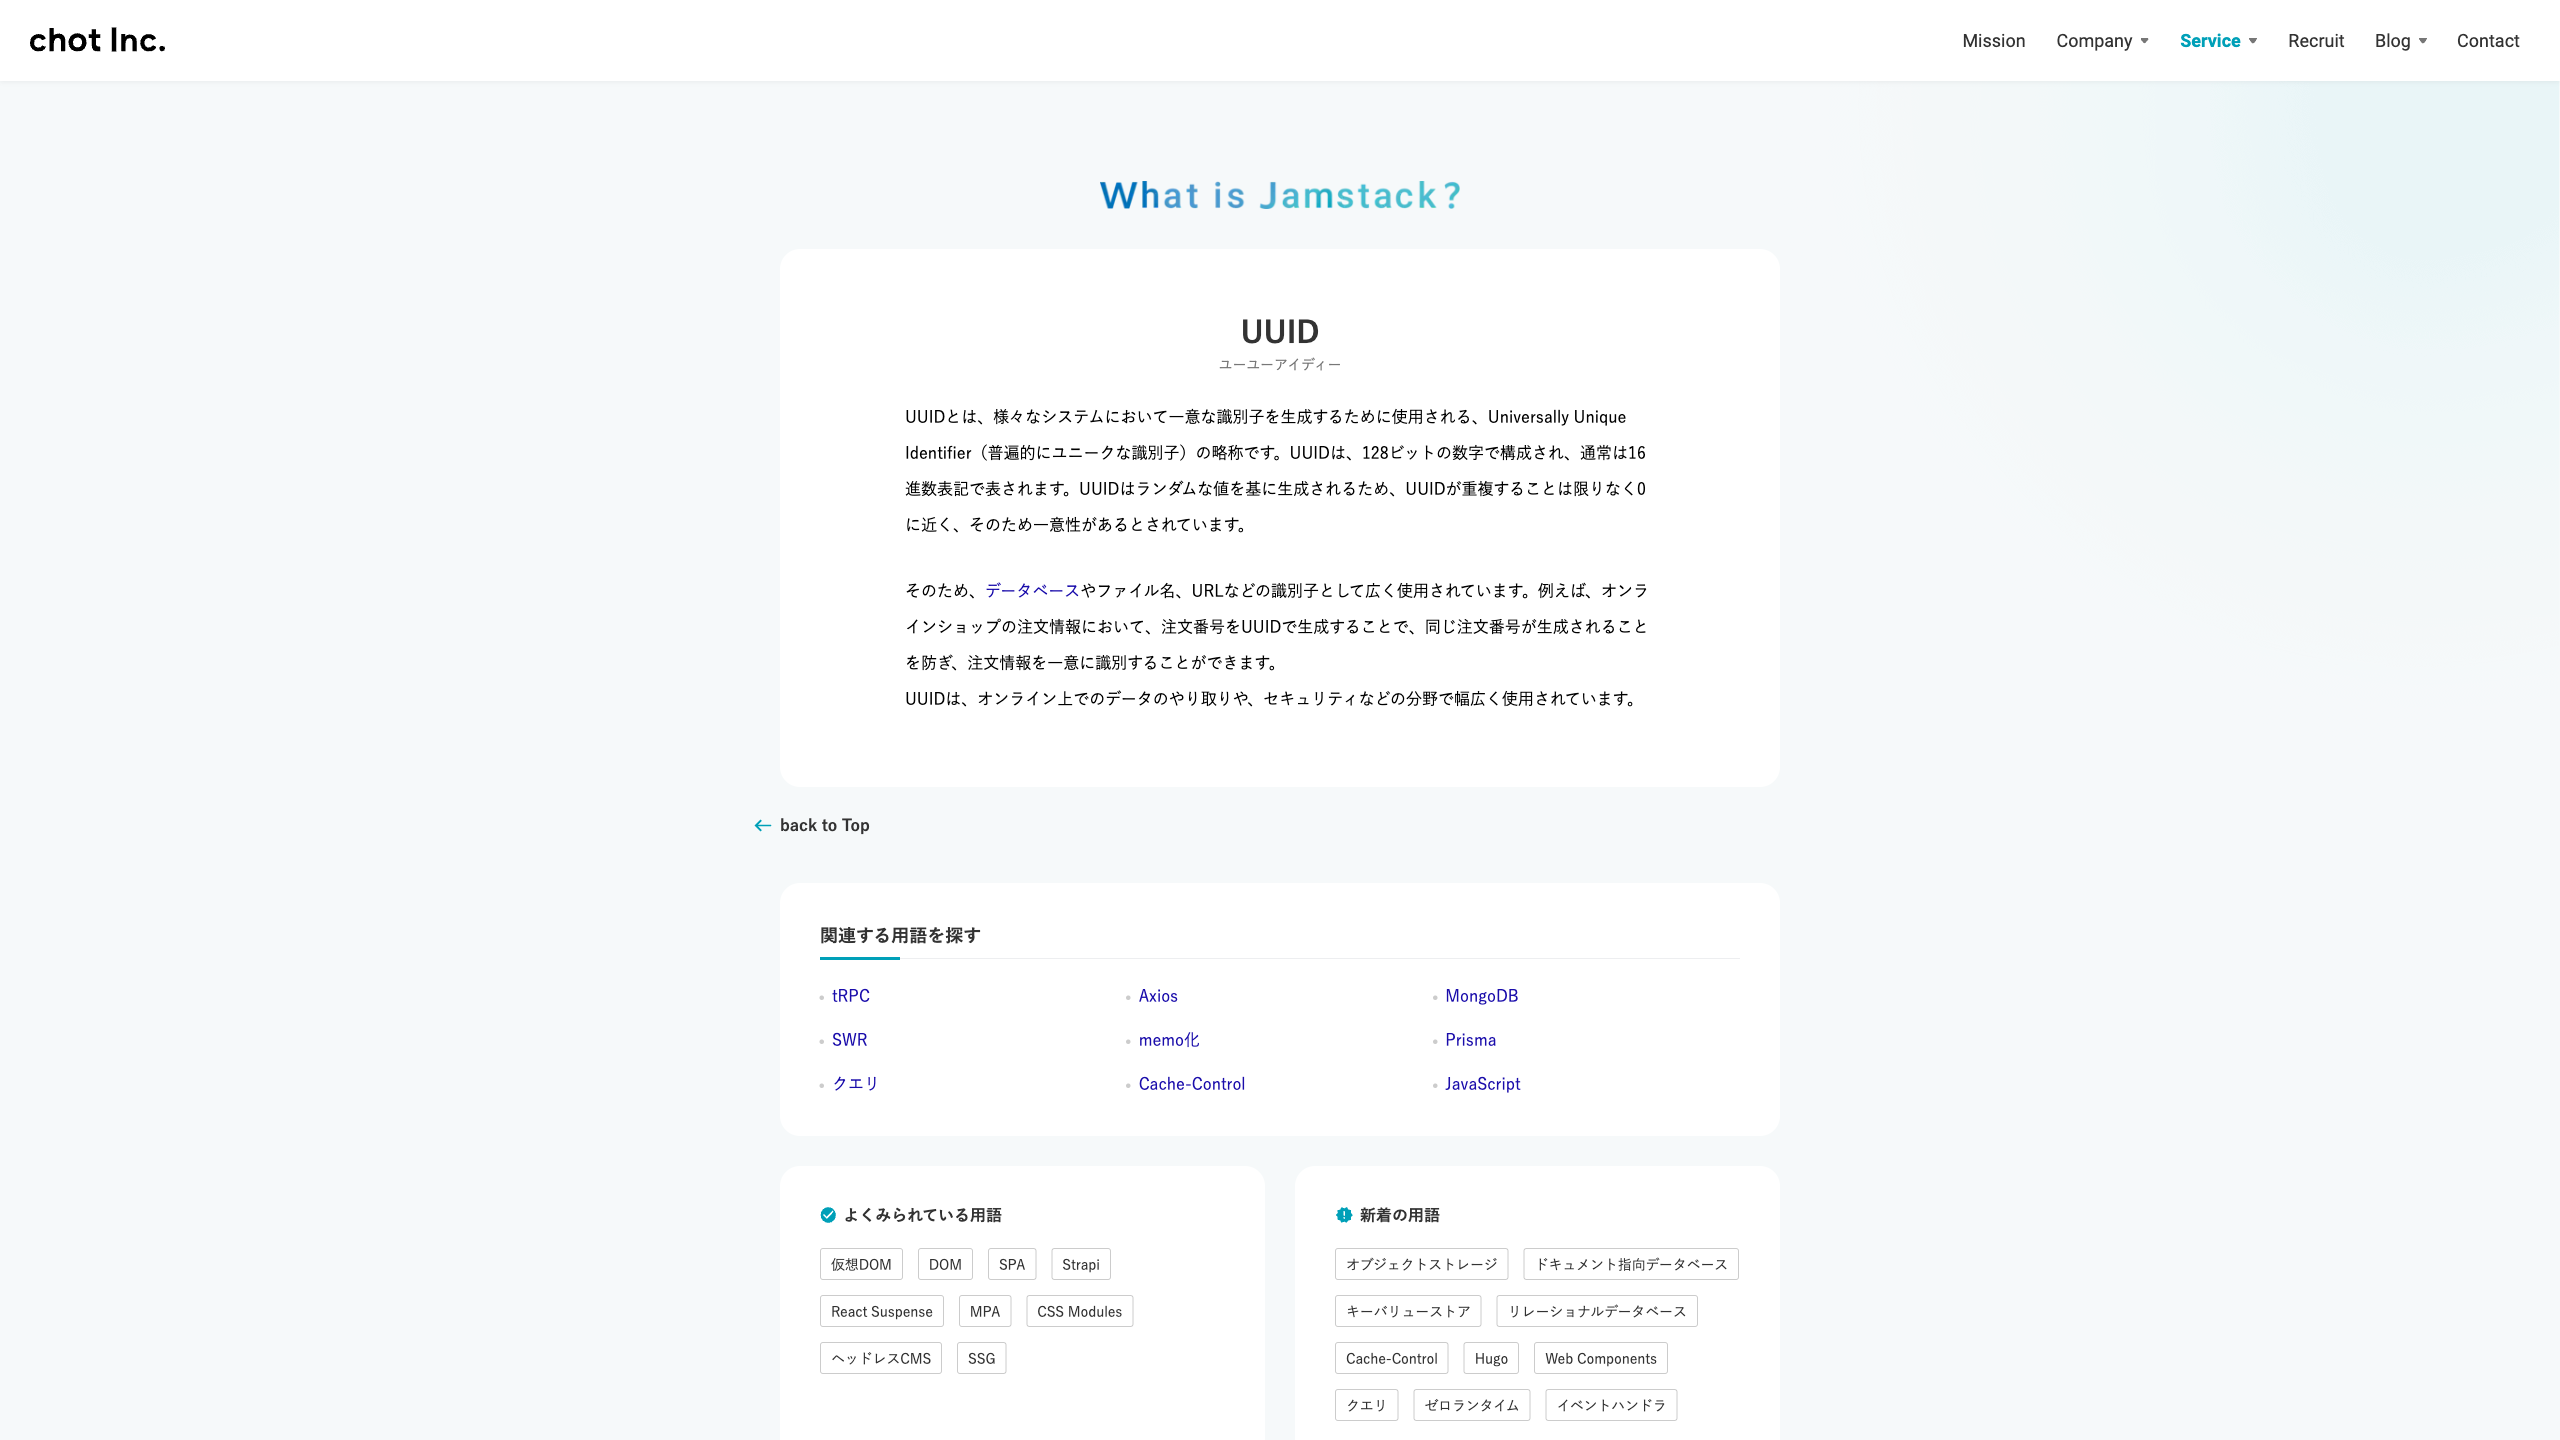 chot Inc.
Mission Company Service Recruit Blog Contact
What is Jamstack?
UUID
ユーユーアイディー
UUIDとは、様々なシステムにおいて一意な識別子を生成するために使用される、Universally Unique
Identifier（普遍的にユニークな識別子）の略称です。UUIDは、128ビットの数字で構成され、通常は16
進数表記で表されます。UUIDはランダムな値を基に生成されるため、UUIDが重複することは限りなく0
に近く、そのため一意性があるとされています。
そのため、データベースやファイル名、URLなどの識別子として広く使用されています。例えば、オンラ
インショップの注文情報において、注文番号をUUIDで生成することで、同じ注文番号が生成されること
を防ぎ、注文情報を一意に識別することができます。
UUIDは、オンライン上でのデータのやり取りや、セキュリティなどの分野で幅広く使用されています。
back to Top
関連する用語を探す
tRPC Axios MongoDB
SWR memo化 Prisma
クエリ Cache-Control JavaScript
よくみられている用語
仮想DOM DOM SPA Strapi
React Suspense MPA CSS Modules
ヘッドレスCMS SSG
新着の用語
オブジェクトストレージ ドキュメント指向データベース
キーバリューストア リレーショナルデータベース
Cache-Control Hugo Web Components
クエリ ゼロランタイム イベントハンドラ